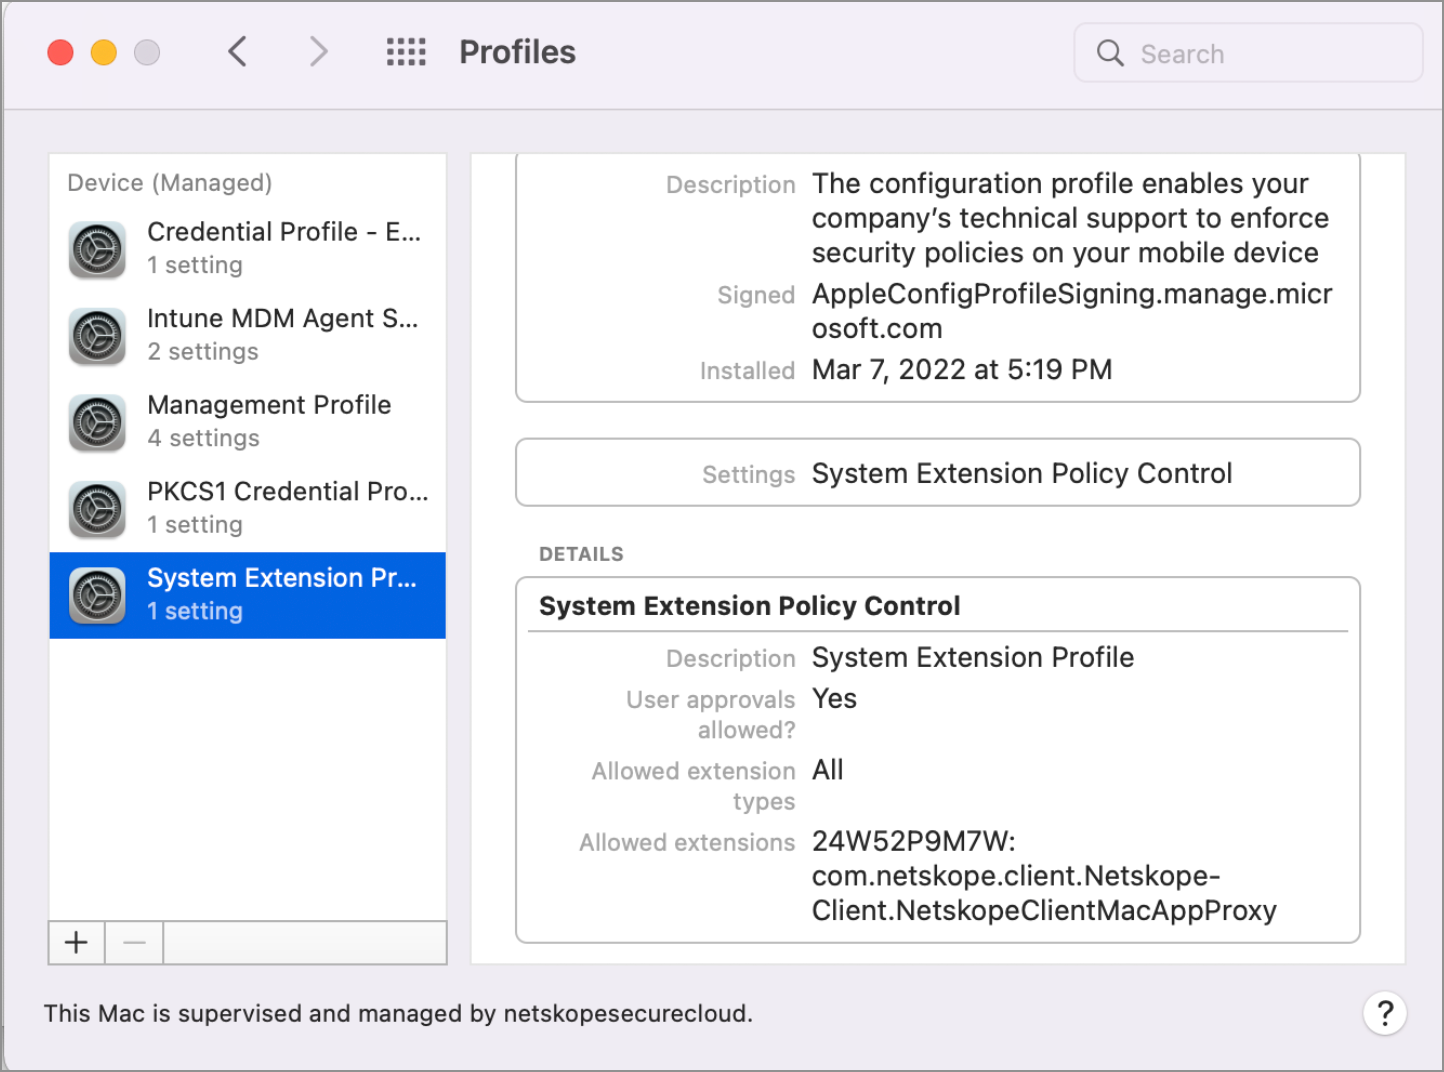 Profiles
Search
Device (Managed)
Credential Profile - E...
1 setting
Intune MDM Agent S...
2 settings
Management Profile
4 settings
PKCS1 Credential Pro...
1 setting
System Extension Pr...
1 setting
Description The configuration profile enables your
company's technical support to enforce
security policies on your mobile device
Signed AppleConfigProfileSigning.manage.micr
osoft.com
Installed Mar 7, 2022 at 5:19 PM
Settings System Extension Policy Control
DETAILS
System Extension Policy Control
Description System Extension Profile
User approvals Yes
allowed?
Allowed extension All
types
Allowed extensions 24W52P9M7W:
com.netskope.client.Netskope-
Client.NetskopeClientMacAppProxy
This Mac is supervised and managed by netskopesecurecloud.
?